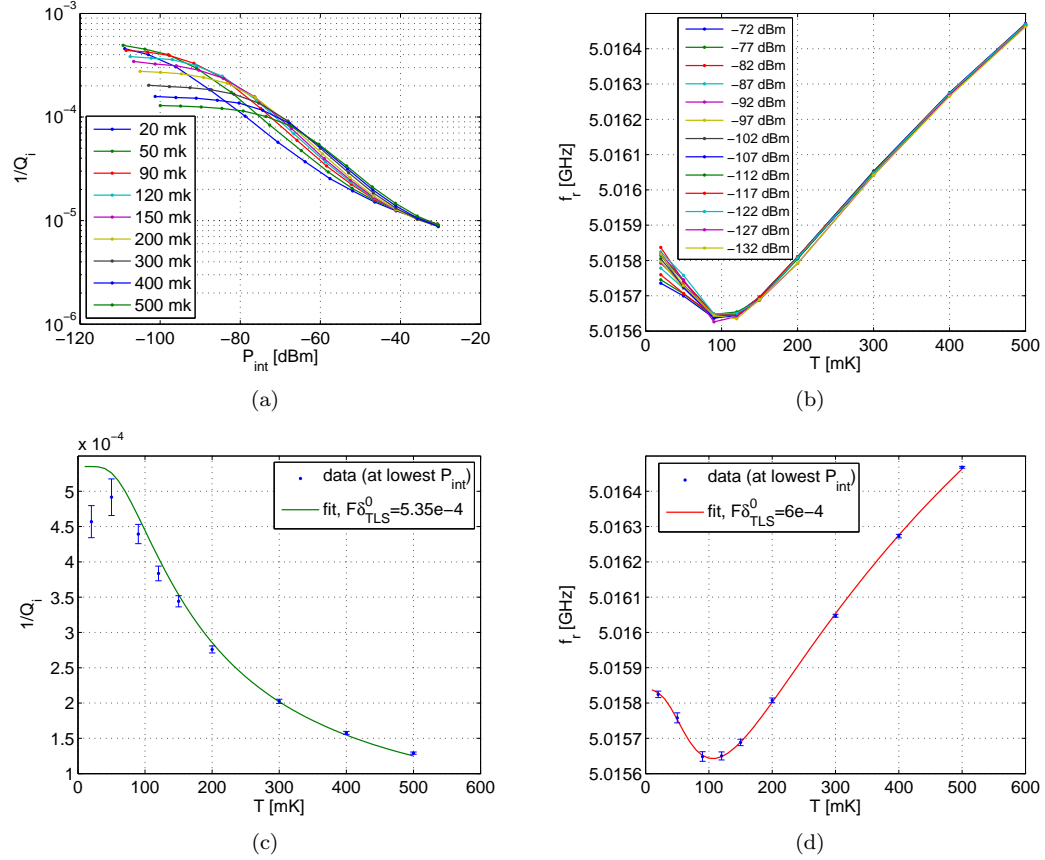 10^-3
10^-4
10^-5
10^-6
1/Q_i
20 mk
50 mk
90 mk
120 mk
150 mk
200 mk
300 mk
400 mk
500 mk
−120 −100 −80 −60 −40 −20
P_int [dBm]
(a)
5.0164
5.0163
5.0162
5.0161
5.016
5.0159
5.0158
5.0157
5.0156
f_r [GHz]
−72 dBm
−77 dBm
−82 dBm
−87 dBm
−92 dBm
−97 dBm
−102 dBm
−107 dBm
−112 dBm
−117 dBm
−122 dBm
−127 dBm
−132 dBm
0 100 200 300 400 500
T [mK]
(b)
x 10^-4
5
4.5
4
3.5
3
2.5
2
1.5
1
1/Q_i
data (at lowest P_int)
fit, Fδ^0_TLS=5.35e−4
0 100 200 300 400 500 600
T [mK]
(c)
5.0164
5.0163
5.0162
5.0161
5.016
5.0159
5.0158
5.0157
5.0156
f_r [GHz]
data (at lowest P_int)
fit, Fδ^0_TLS=6e−4
0 100 200 300 400 500 600
T [mK]
(d)